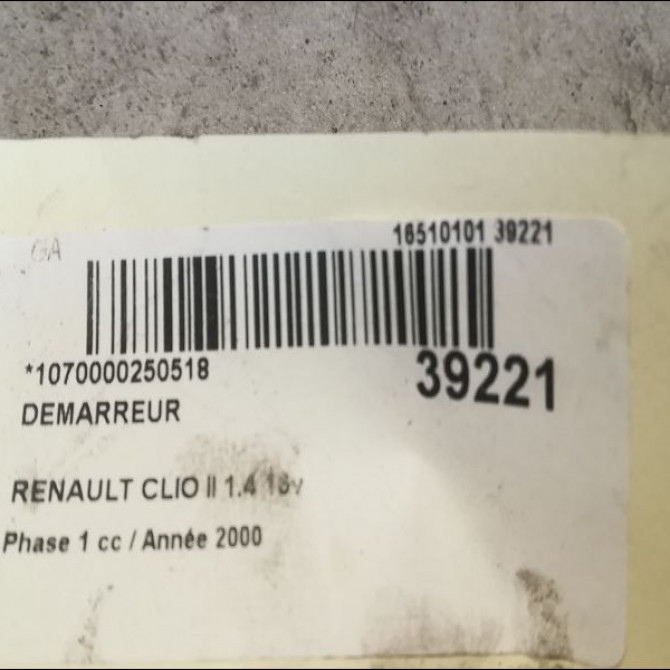 GA
16510101 39221
*1070000250518
39221
DEMARREUR
RENAULT CLIO II 1.4 16v
Phase 1 cc / Année 2000